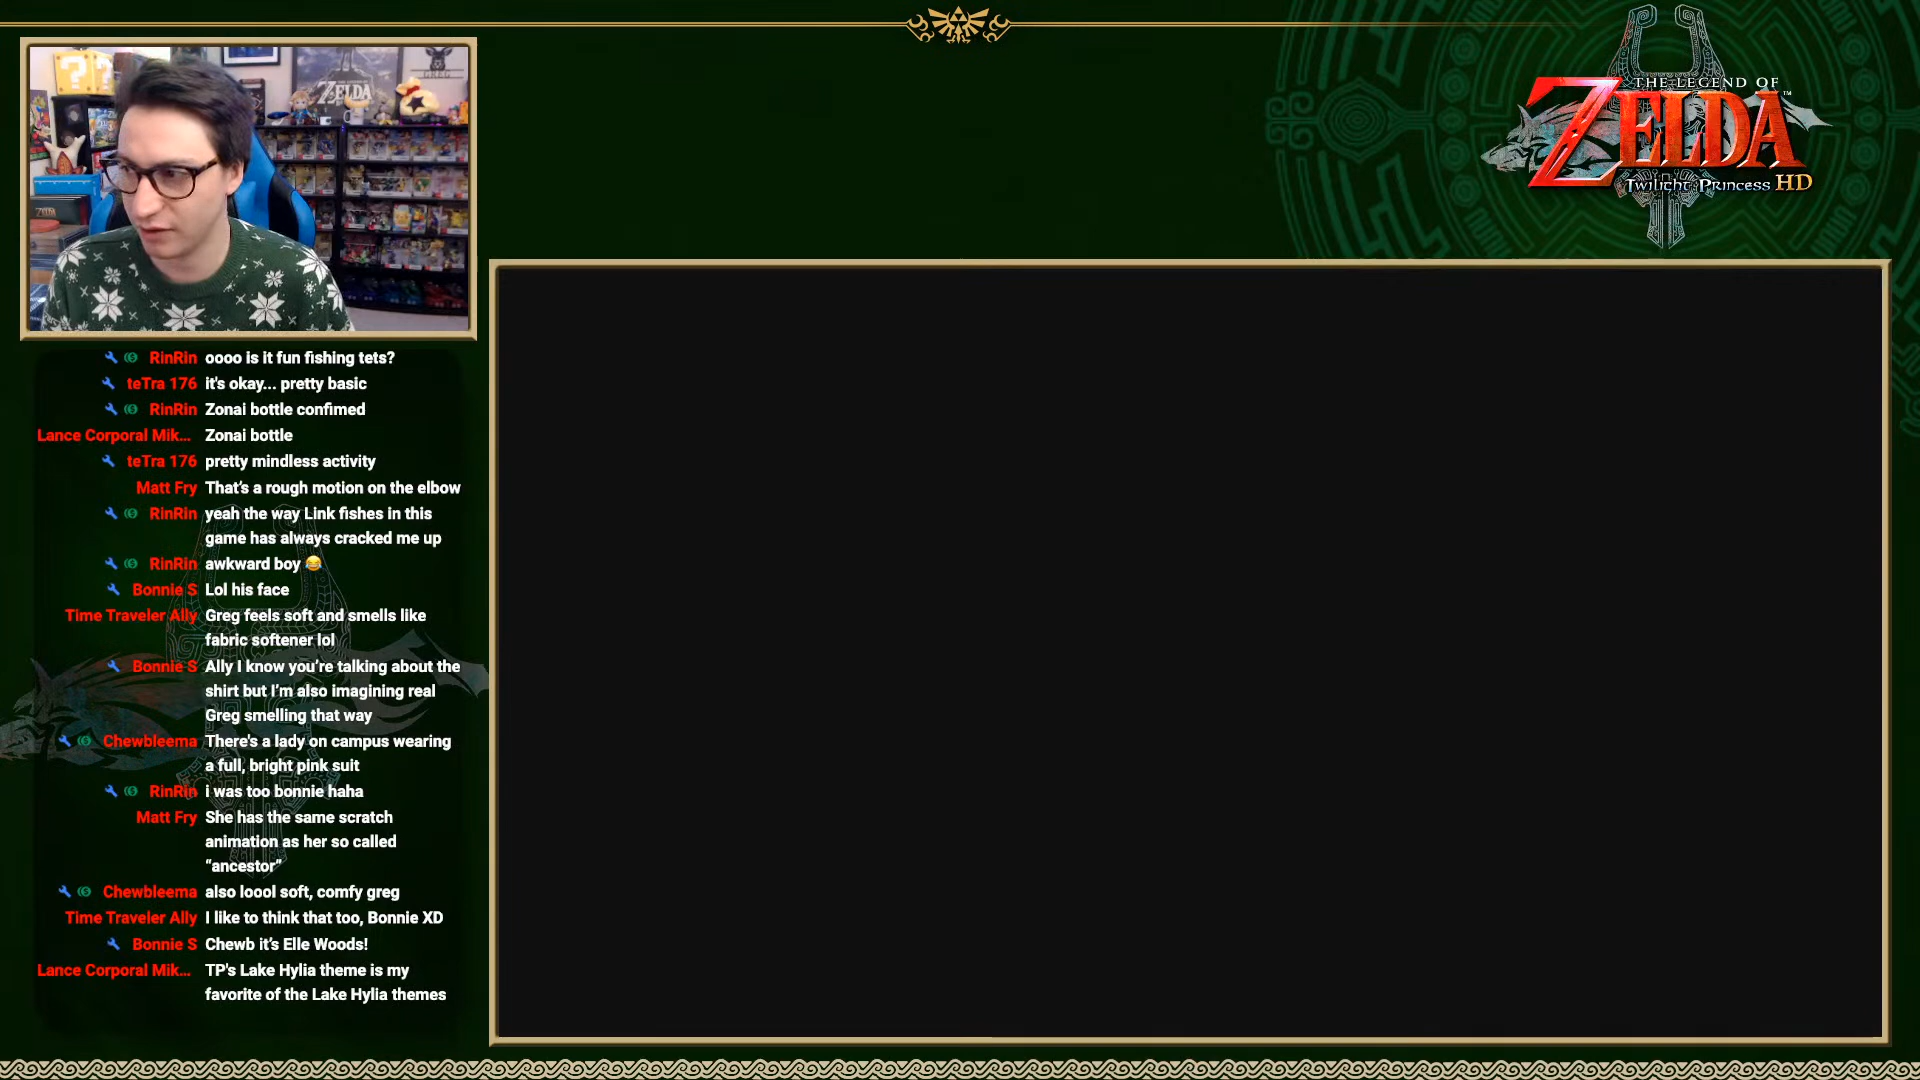 THE LEGEND OF
ZELDA
TM
Twilight Princess HD
THE LEGEND OF
ZELDA
GREG
RinRin oooo is it fun fishing tets?
teTra 176 it's okay... pretty basic
RinRin Zonai bottle confimed
Lance Corporal Mik... Zonai bottle
teTra 176 pretty mindless activity
Matt Fry That’s a rough motion on the elbow
RinRin yeah the way Link fishes in this
game has always cracked me up
RinRin awkward boy 😂
Bonnie S Lol his face
Time Traveler Ally Greg feels soft and smells like
fabric softener lol
Bonnie S Ally I know you’re talking about the
shirt but I’m also imagining real
Greg smelling that way
Chewbleema There's a lady on campus wearing
a full, bright pink suit
RinRin i was too bonnie haha
Matt Fry She has the same scratch
animation as her so called
“ancestor”
Chewbleema also loool soft, comfy greg
Time Traveler Ally I like to think that too, Bonnie XD
Bonnie S Chewb it’s Elle Woods!
Lance Corporal Mik... TP's Lake Hylia theme is my
favorite of the Lake Hylia themes